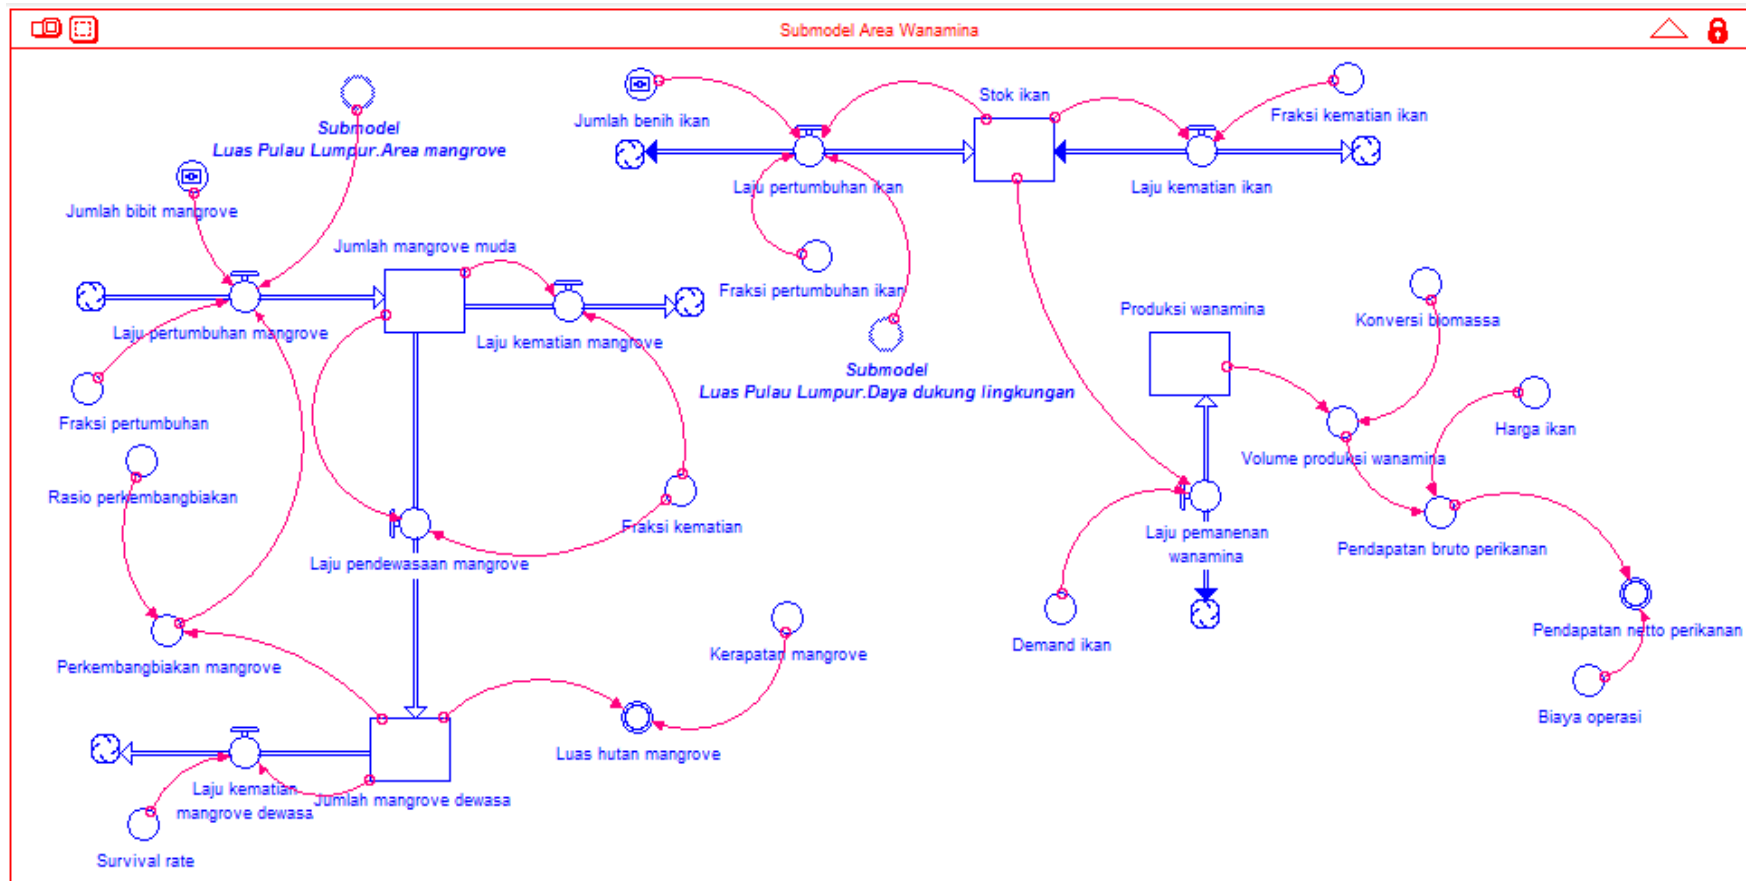 Submodel Area Wanamina
Submodel
Luas Pulau Lumpur.Area mangrove
Jumlah bibit mangrove
Jumlah mangrove muda
Laju pertumbuhan mangrove
Laju kematian mangrove
Fraksi pertumbuhan
Rasio perkembangbiakan
Fraksi kematian
Laju pendewasaan mangrove
Perkembangbiakan mangrove
Kerapatan mangrove
Luas hutan mangrove
Laju kematian
mangrove dewasa
Jumlah mangrove dewasa
Survival rate
Jumlah benih ikan
Stok ikan
Fraksi kematian ikan
Laju pertumbuhan ikan
Laju kematian ikan
Fraksi pertumbuhan ikan
Submodel
Luas Pulau Lumpur.Daya dukung lingkungan
Produksi wanamina
Konversi biomassa
Harga ikan
Volume produksi wanamina
Laju pemanenan
wanamina
Pendapatan bruto perikanan
Demand ikan
Pendapatan netto perikanan
Biaya operasi